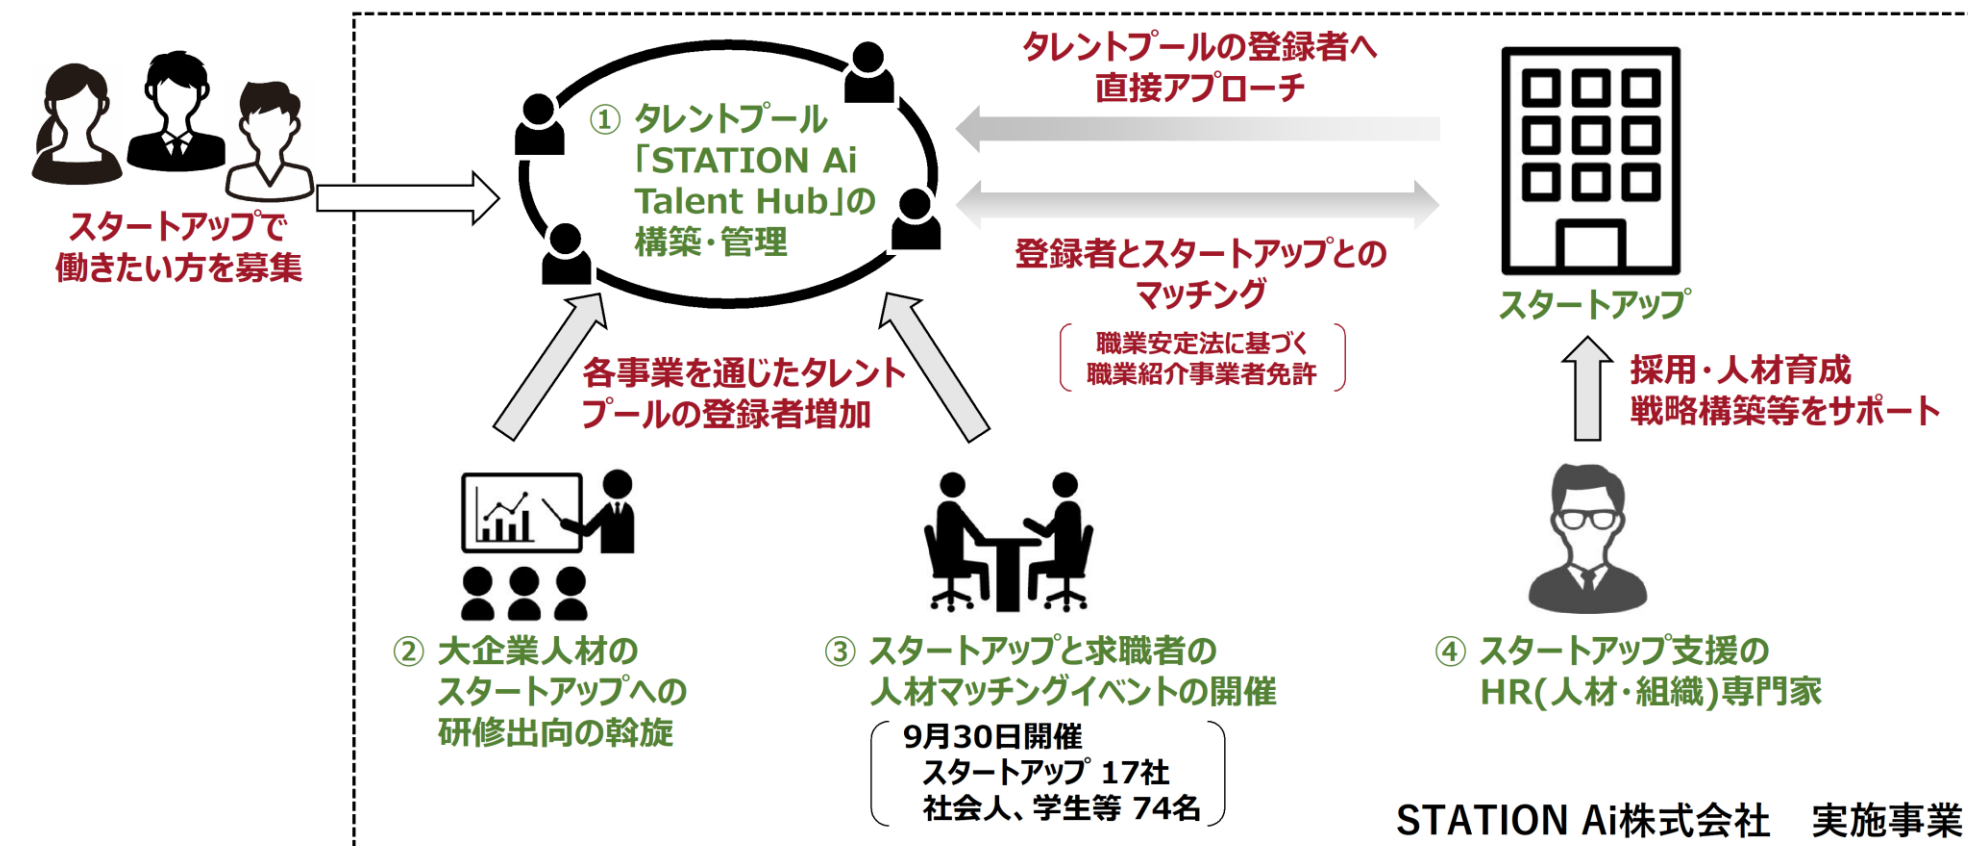 スタートアップで
働きたい方を募集
① タレントプール
「STATION Ai
Talent Hub」の
構築・管理
タレントプールの登録者へ
直接アプローチ
登録者とスタートアップとの
マッチング
職業安定法に基づく
職業紹介事業者免許
スタートアップ
各事業を通じたタレント
プールの登録者増加
採用・人材育成
戦略構築等をサポート
② 大企業人材の
スタートアップへの
研修出向の斡旋
③ スタートアップと求職者の
人材マッチングイベントの開催
9月30日開催
スタートアップ 17社
社会人、学生等 74名
④ スタートアップ支援の
HR(人材・組織)専門家
STATION Ai株式会社　実施事業